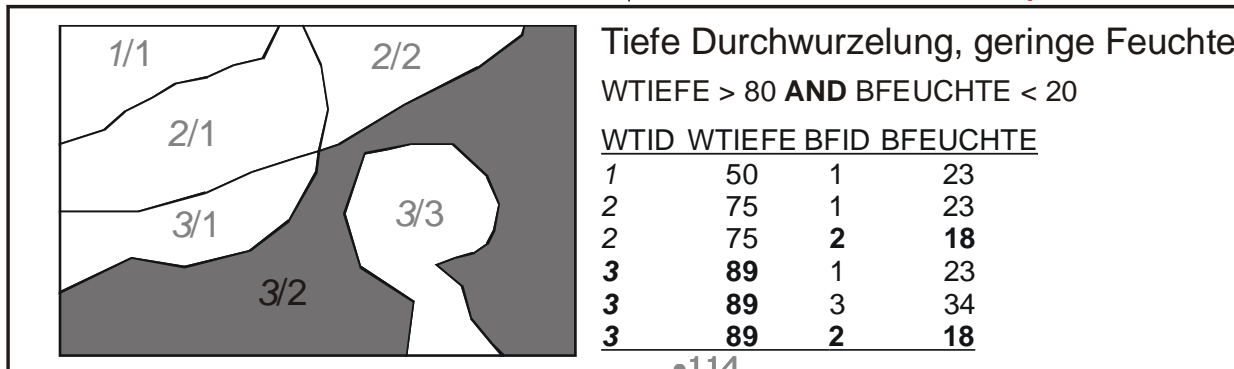 1/1
2/2
2/1
3/1
3/3
3/2
Tiefe Durchwurzelung, geringe Feuchte
WTIEFE > 80 AND BFEUCHTE < 20
WTID WTIEFE BFID BFEUCHTE
1 50 1 23
2 75 1 23
2 75 2 18
3 89 1 23
3 89 3 34
3 89 2 18
•114